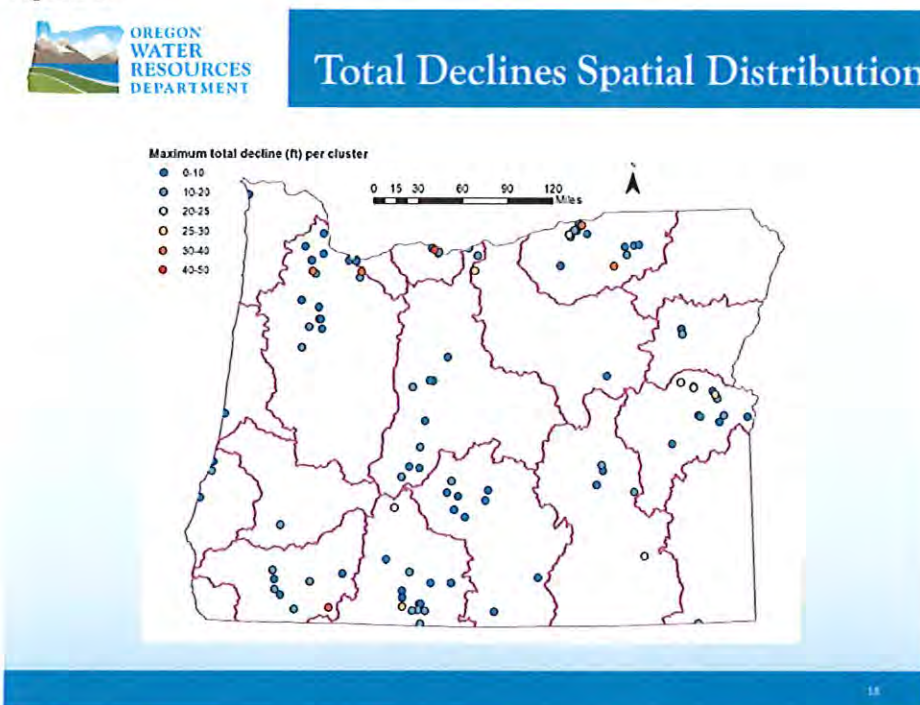 OREGON
WATER
RESOURCES
DEPARTMENT
Total Declines Spatial Distribution
Maximum total decline (ft) per cluster
0-10
10-20
20-25
25-30
30-40
40-50
0 15 30 60 90 120
Miles